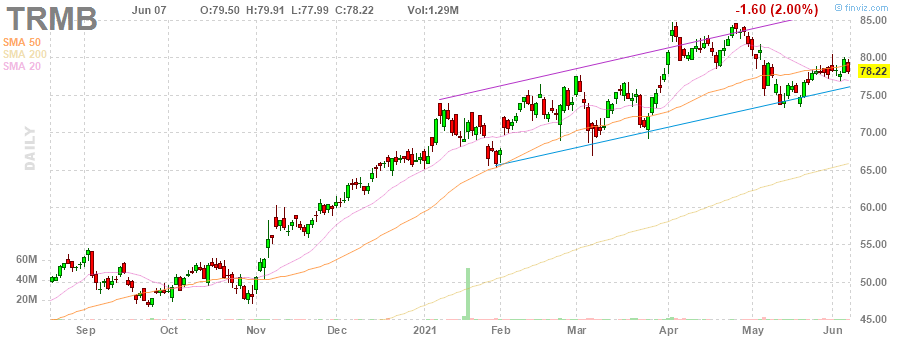 TRMB
Jun 07 O:79.50 H:79.91 L:77.99 C:78.22 Vol:1.29M -1.60 (2.00%)
© finviz.com
SMA 50
SMA 200
SMA 20
DAILY
85.00
80.00
78.22
75.00
70.00
65.00
60.00
55.00
50.00
45.00
60M
40M
20M
Sep Oct Nov Dec 2021 Feb Mar Apr May Jun